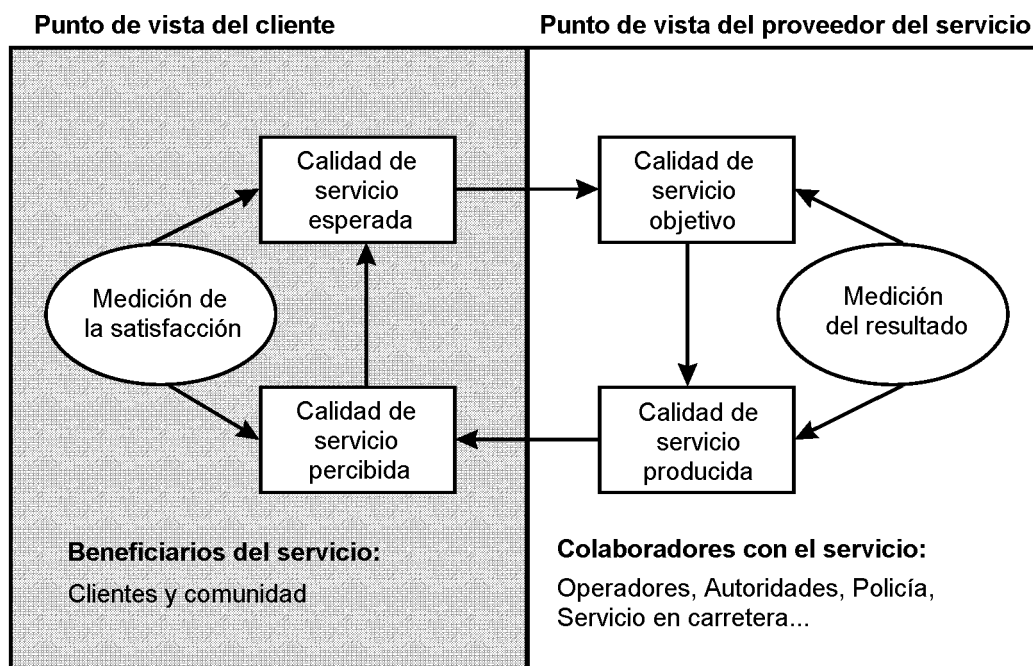 Punto de vista del cliente
Punto de vista del proveedor del servicio
Calidad de
servicio
esperada
Calidad de
servicio
objetivo
Medición de
la satisfacción
Medición
del resultado
Calidad de
servicio
percibida
Calidad de
servicio
producida
Beneficiarios del servicio:
Clientes y comunidad
Colaboradores con el servicio:
Operadores, Autoridades, Policía,
Servicio en carretera...